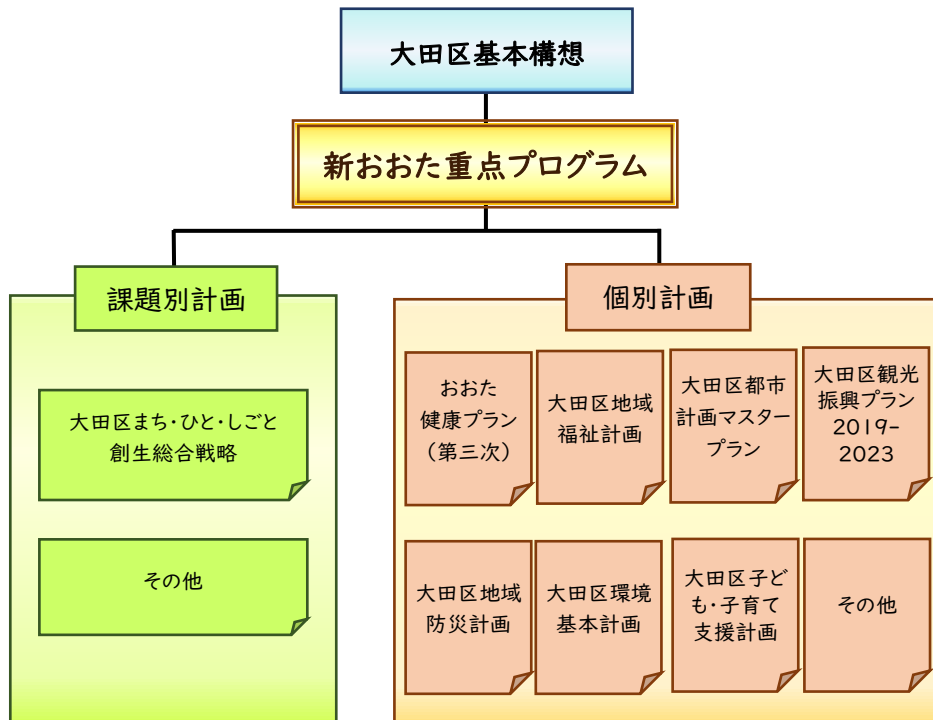 大田区基本構想
新おおた重点プログラム
課題別計画
大田区まち・ひと・しごと
創生総合戦略
その他
個別計画
おおた
健康プラン
（第三次）
大田区地域
福祉計画
大田区都市
計画マスター
プラン
大田区観光
振興プラン
2019-
2023
大田区地域
防災計画
大田区環境
基本計画
大田区子ど
も・子育て
支援計画
その他